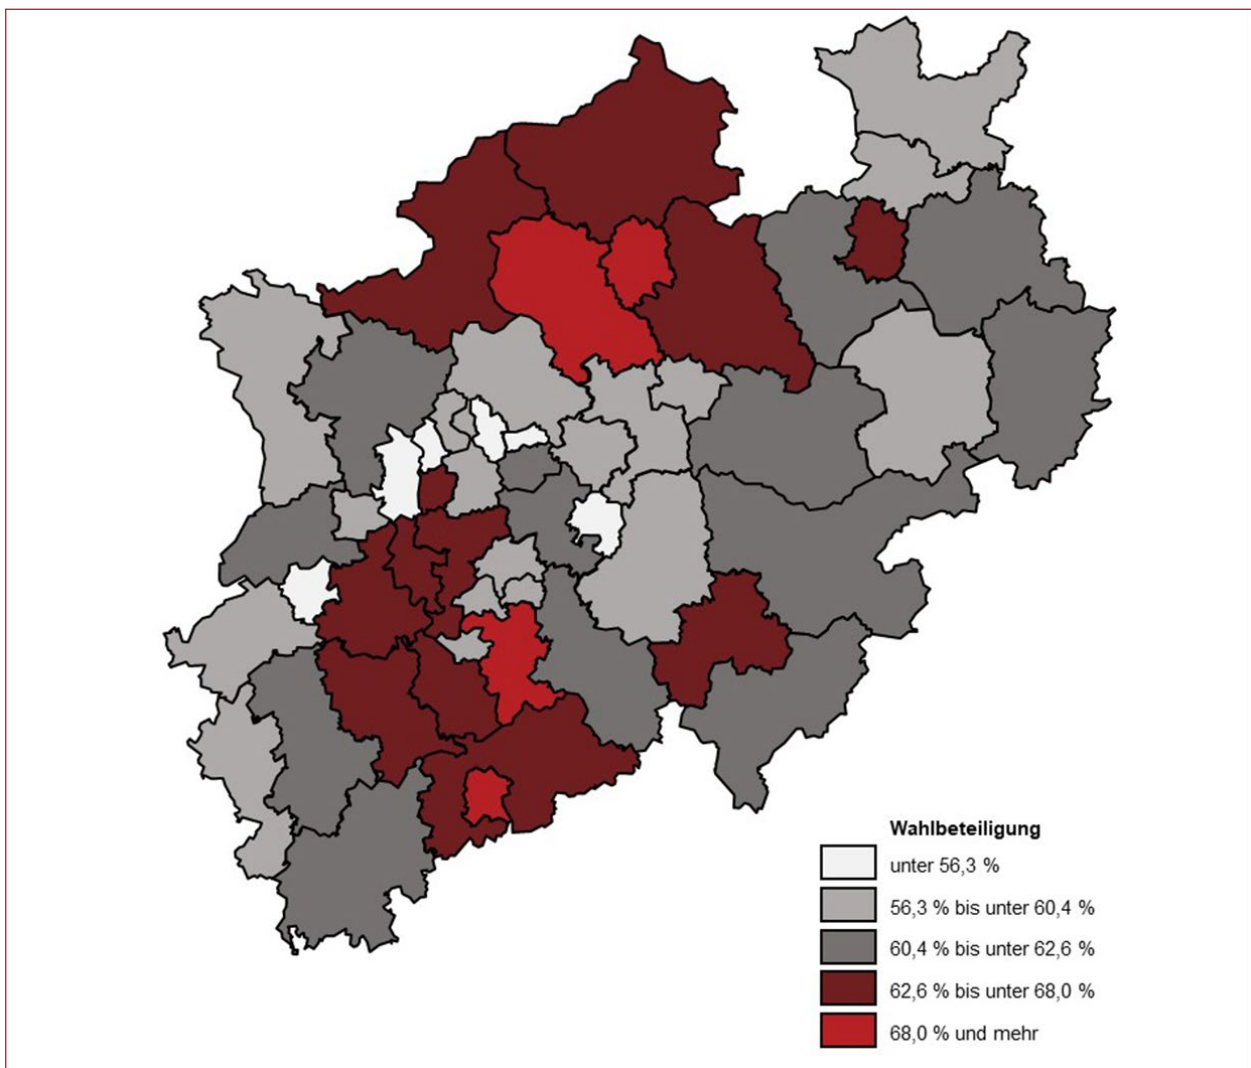 Wahlbeteiligung
unter 56,3 %
56,3 % bis unter 60,4 %
60,4 % bis unter 62,6 %
62,6 % bis unter 68,0 %
68,0 % und mehr